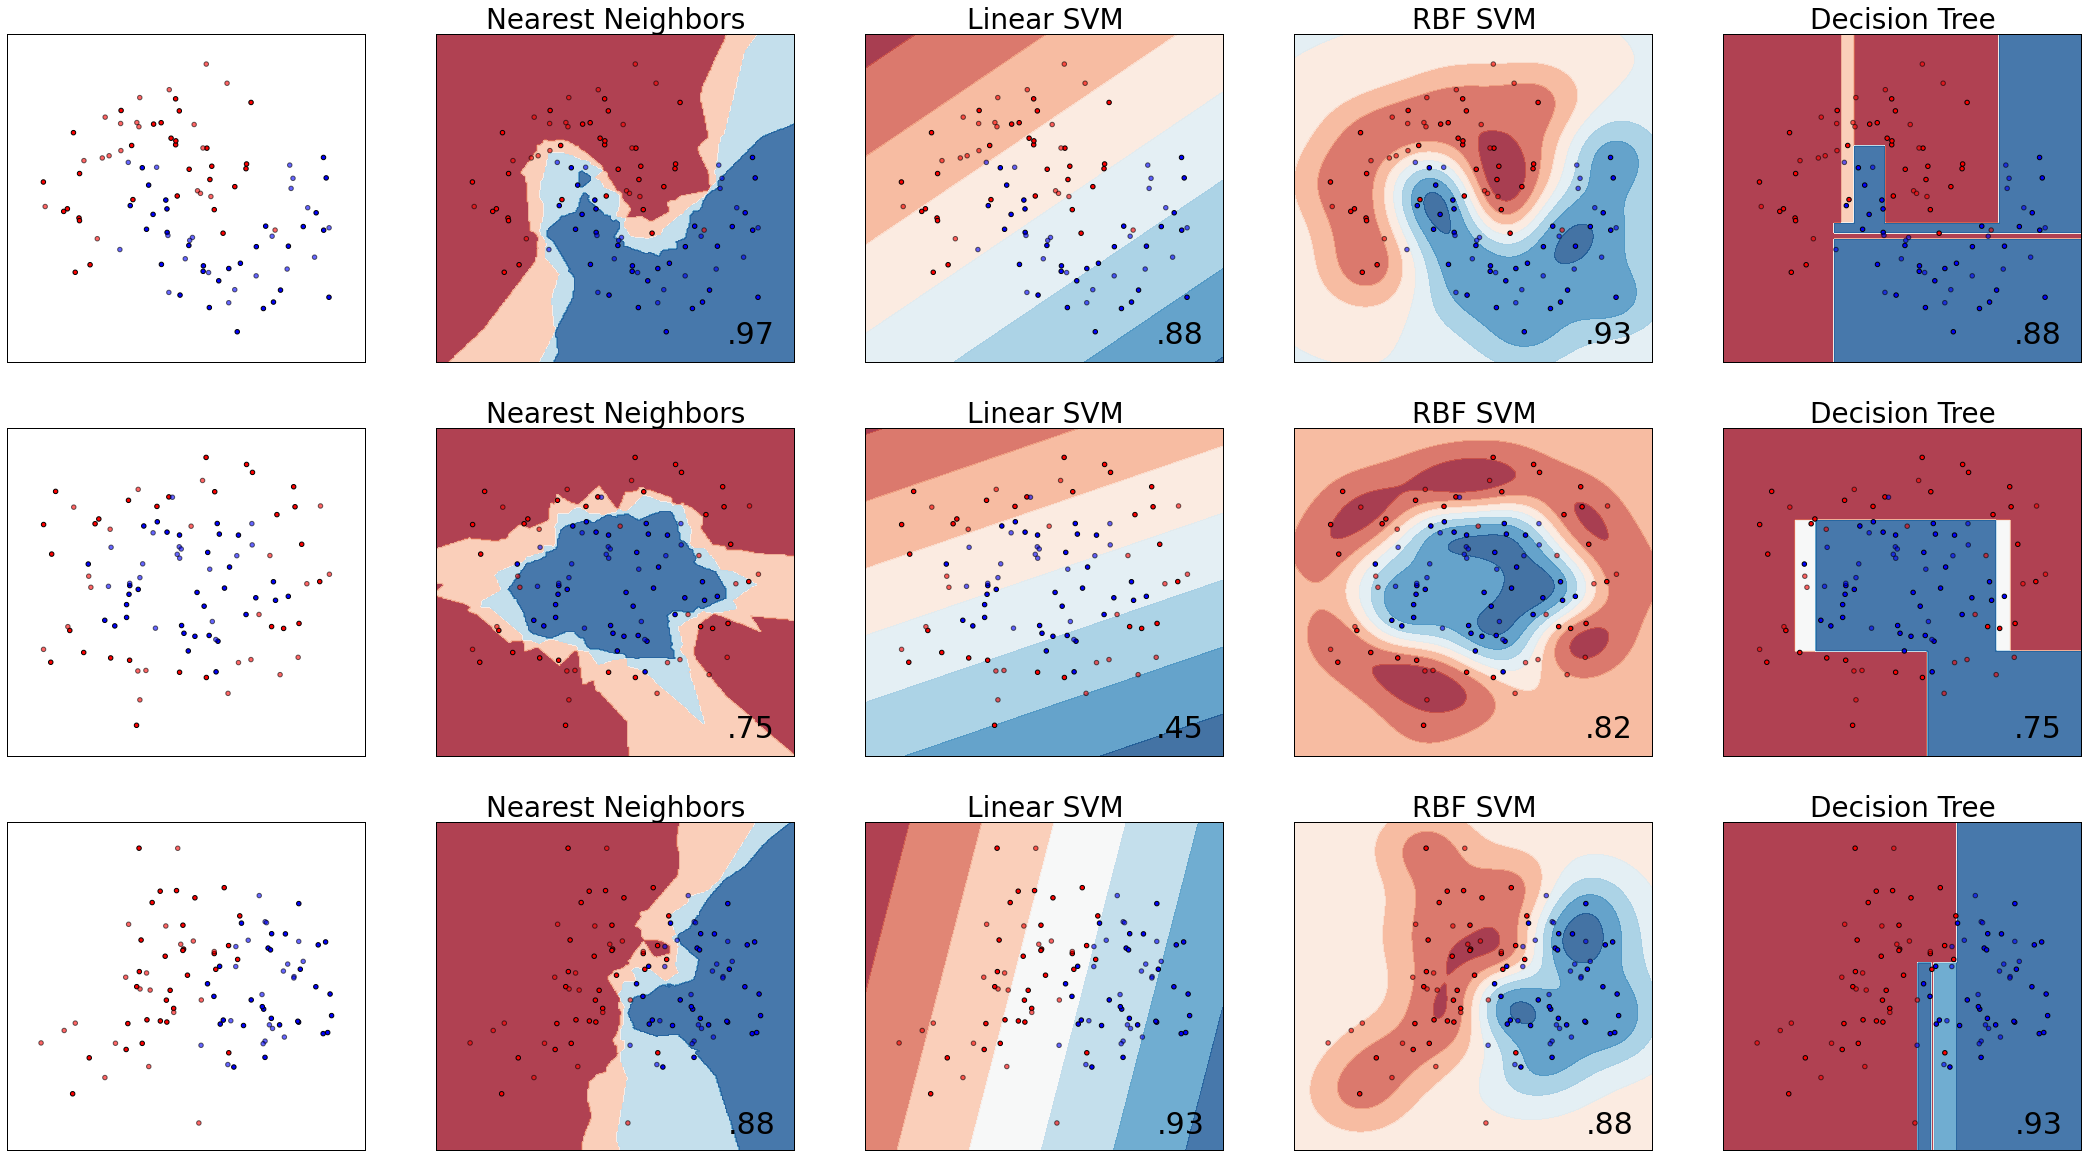 Nearest Neighbors
Linear SVM
RBF SVM
Decision Tree
.97
.88
.93
.88
Nearest Neighbors
Linear SVM
RBF SVM
Decision Tree
.75
.45
.82
.75
Nearest Neighbors
Linear SVM
RBF SVM
Decision Tree
.88
.93
.88
.93